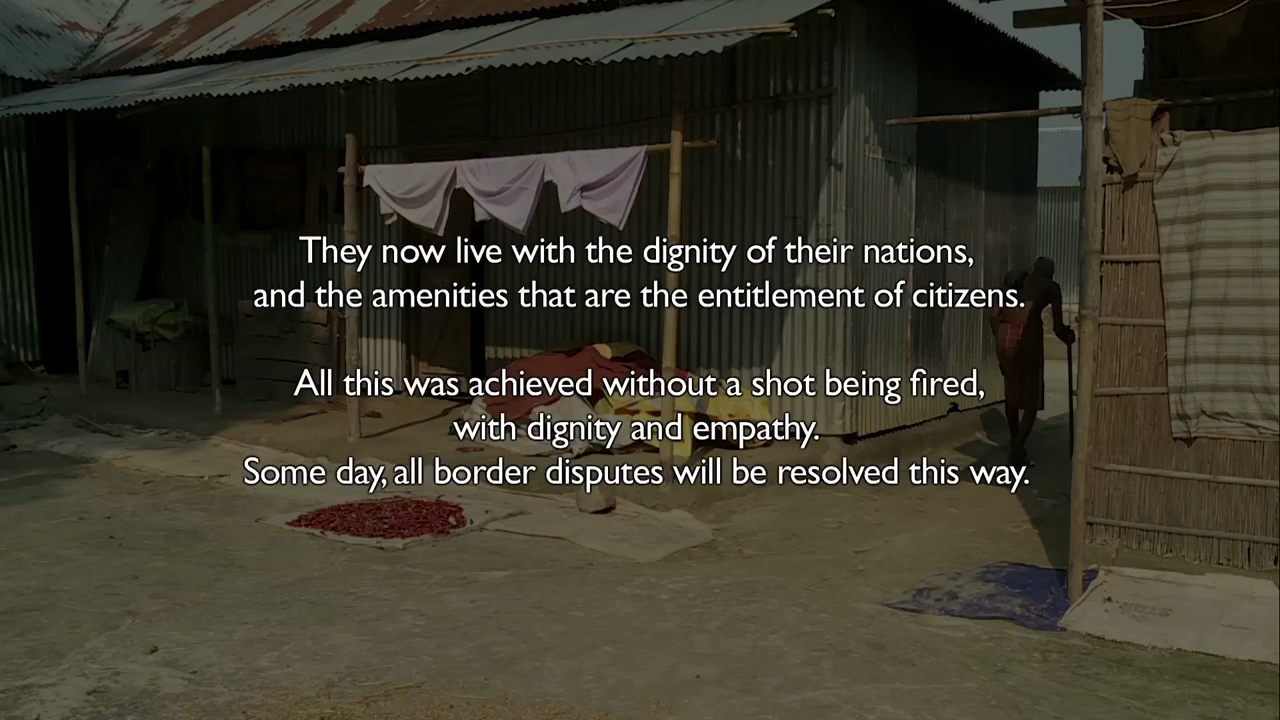 They now live with the dignity of their nations,
and the amenities that are the entitlement of citizens.
All this was achieved without a shot being fired,
with dignity and empathy.
Some day, all border disputes will be resolved this way.